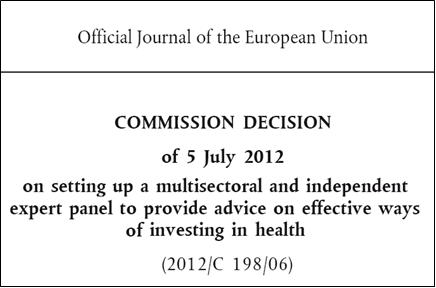 Official Journal of the European Union
COMMISSION DECISION
of 5 July 2012
on setting up a multisectoral and independent
expert panel to provide advice on effective ways
of investing in health
(2012/C 198/06)